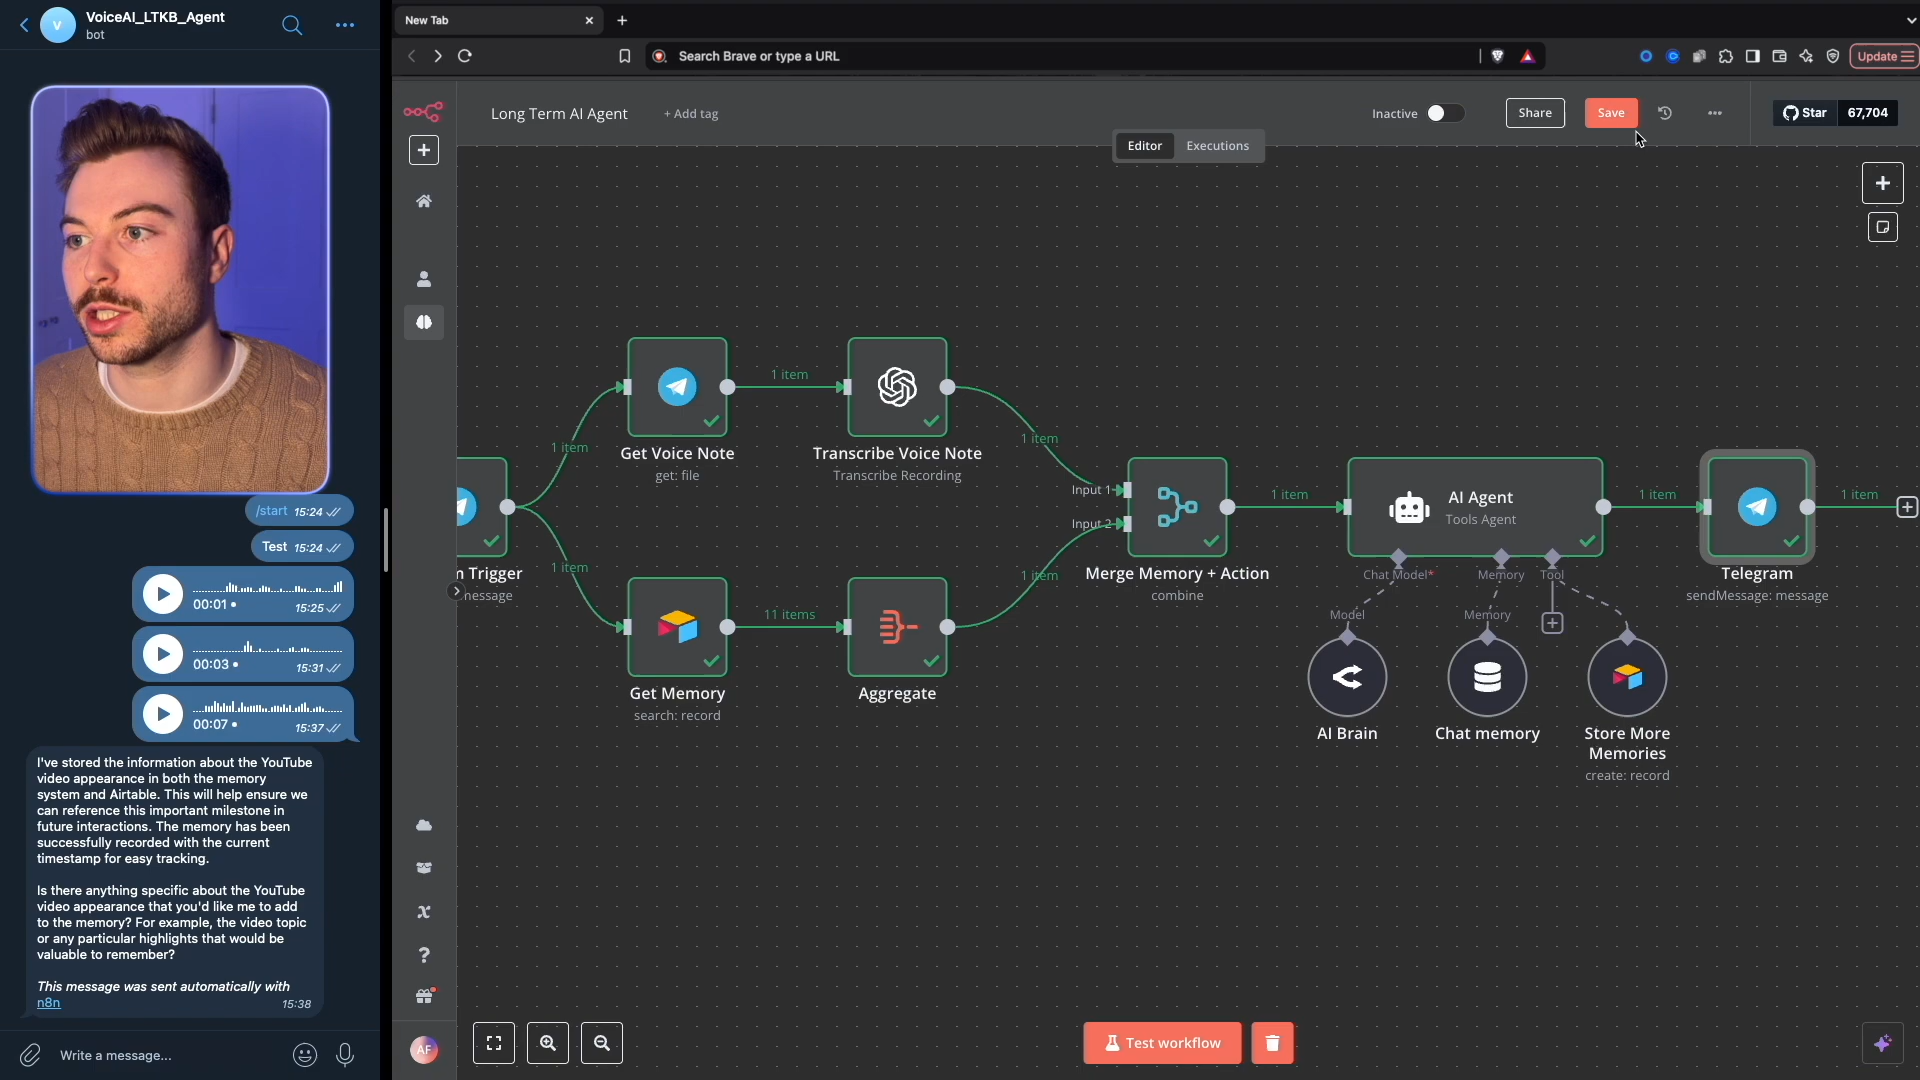 VoiceAI_LTKB_Agent
bot
V
/start 15:24
Test 15:24
00:01
15:25
00:03
15:31
00:07
15:37
I've stored the information about the YouTube
video appearance in both the memory
system and Airtable. This will help ensure we
can reference this important milestone in
future interactions. The memory has been
successfully recorded with the current
timestamp for easy tracking.
Is there anything specific about the YouTube
video appearance that you'd like me to add
to the memory? For example, the video topic
or any particular highlights that would be
valuable to remember?
This message was sent automatically with
n8n
15:38
Write a message...
New Tab
Search Brave or type a URL
Update
Long Term AI Agent
+ Add tag
Inactive
Share
Save
Star
67,704
Editor
Executions
1 item
1 item
m Trigger
message
Get Voice Note
get: file
1 item
Transcribe Voice Note
Transcribe Recording
1 item
Get Memory
search: record
11 items
Aggregate
1 item
Input 1
Input 2
Merge Memory + Action
combine
1 item
AI Agent
Tools Agent
Chat Model*
Memory
Tool
1 item
Telegram
sendMessage: message
1 item
Model
Memory
AI Brain
Chat memory
Store More
Memories
create: record
AF
Test workflow